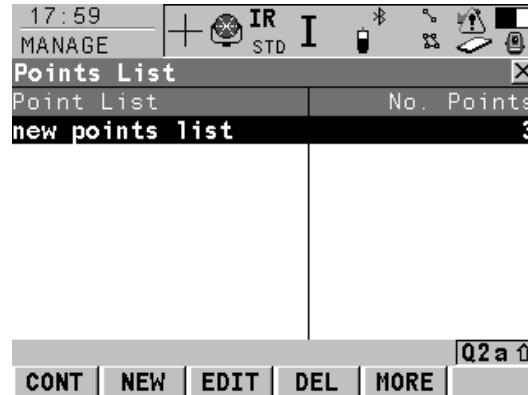 17:59
MANAGE
IR
STD
I
Points List
Point List No. Points
new points list 3
Q2a
CONT NEW EDIT DEL MORE